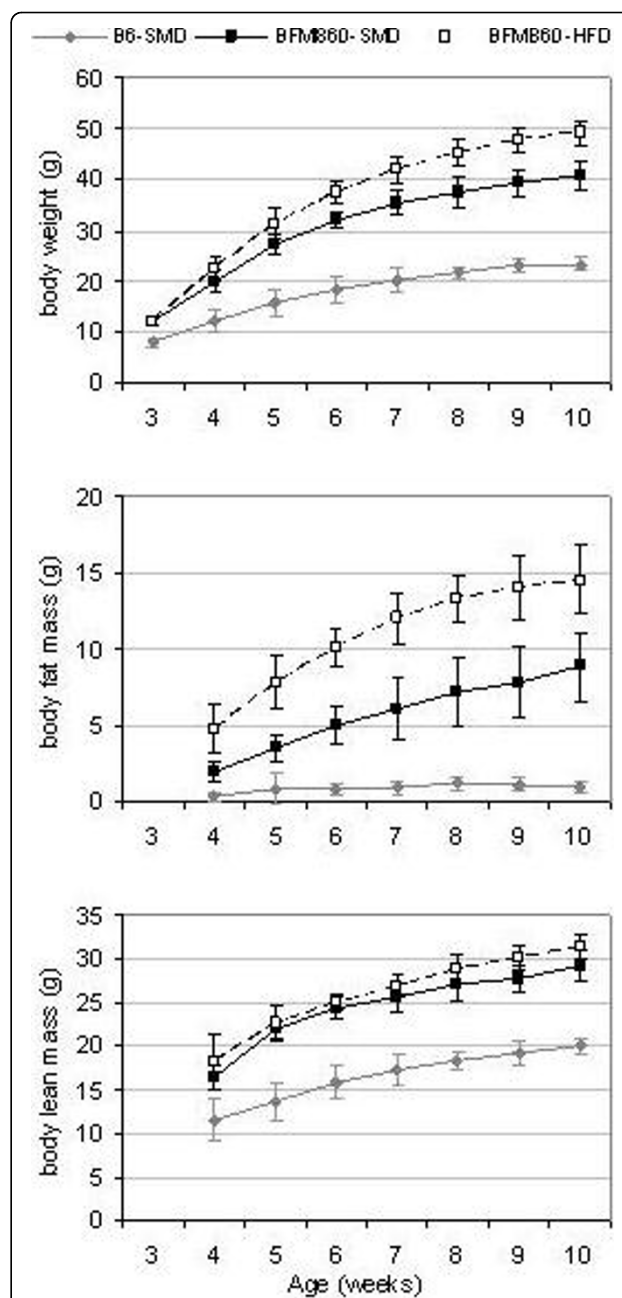 B6-SMD BFMI860-SMD BFMI860-HFD
body weight (g)
60
50
40
30
20
10
0
3 4 5 6 7 8 9 10
body fat mass (g)
20
15
10
5
0
3 4 5 6 7 8 9 10
body lean mass (g)
35
30
25
20
15
10
5
0
3 4 5 6 7 8 9 10
Age (weeks)